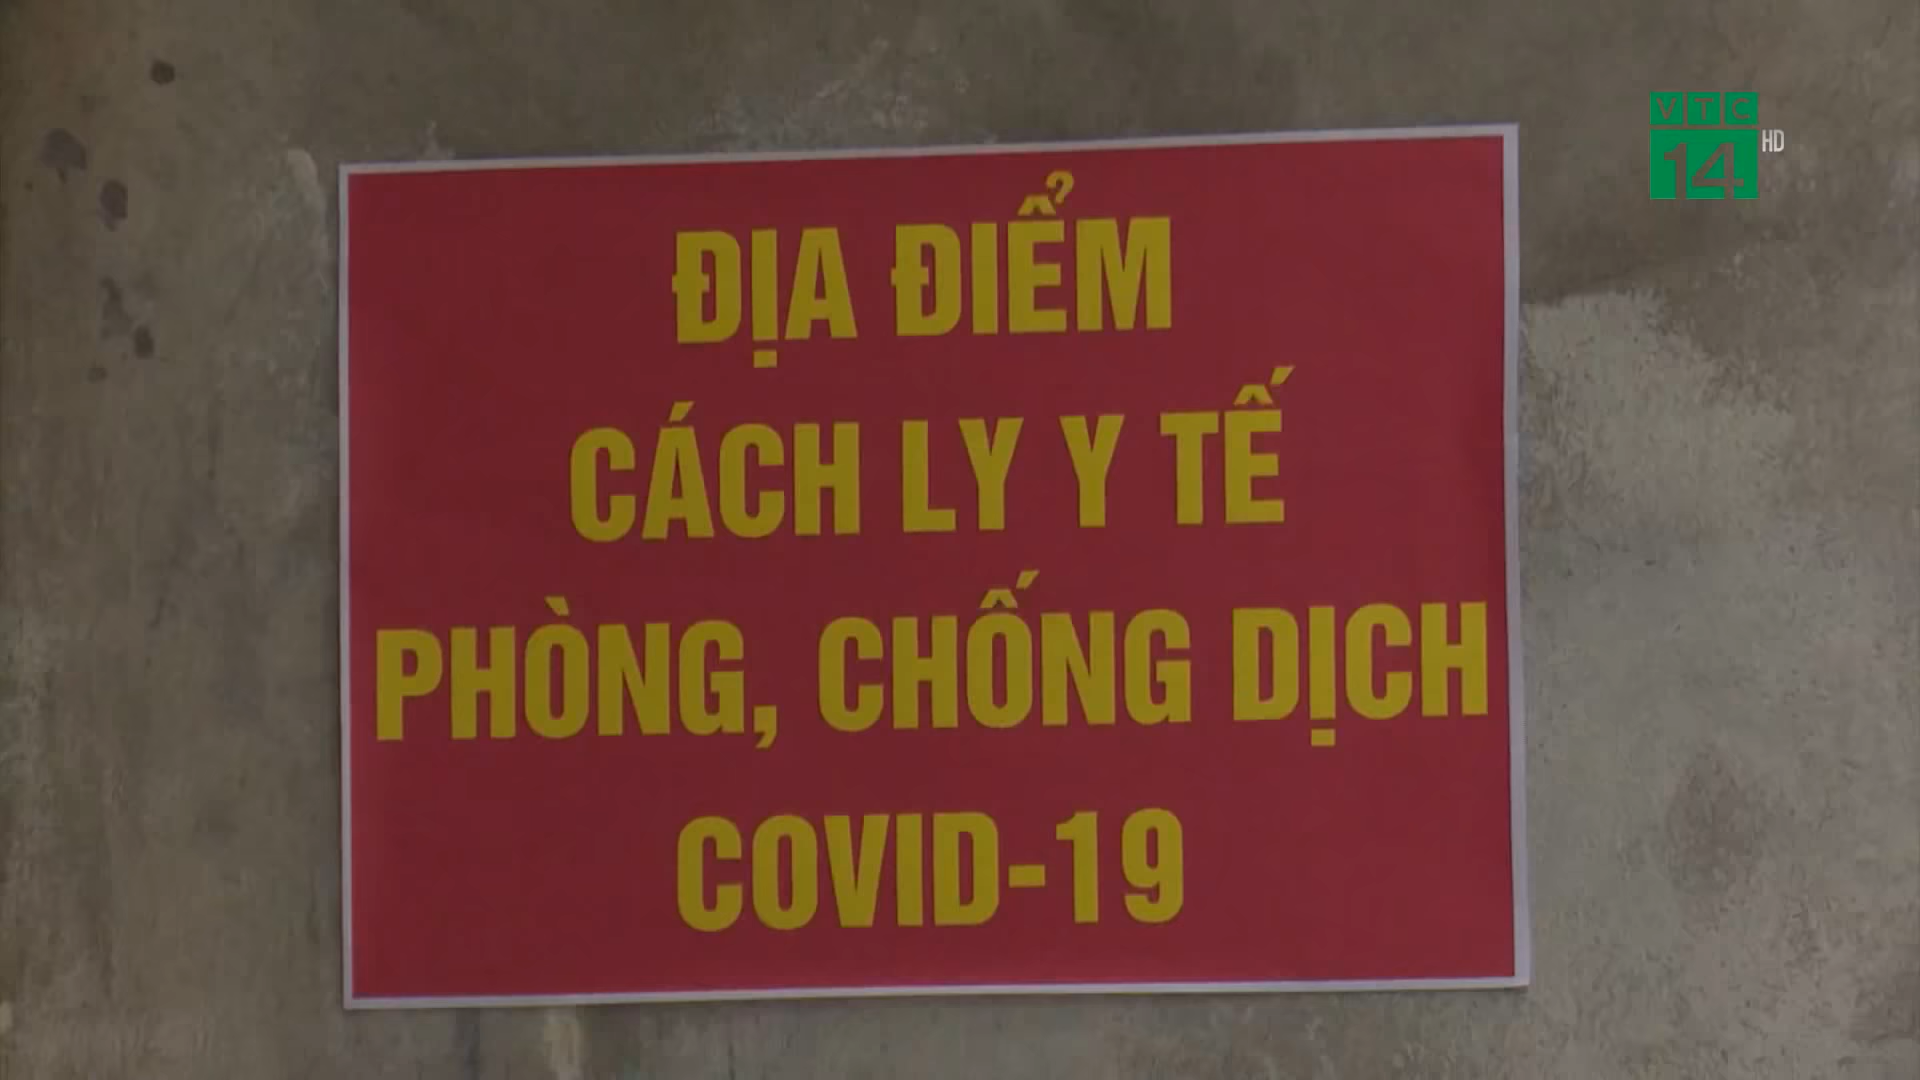 VTC
14 HD
ĐỊA ĐIỂM
CÁCH LY Y TẾ
PHÒNG, CHỐNG DỊCH
COVID-19